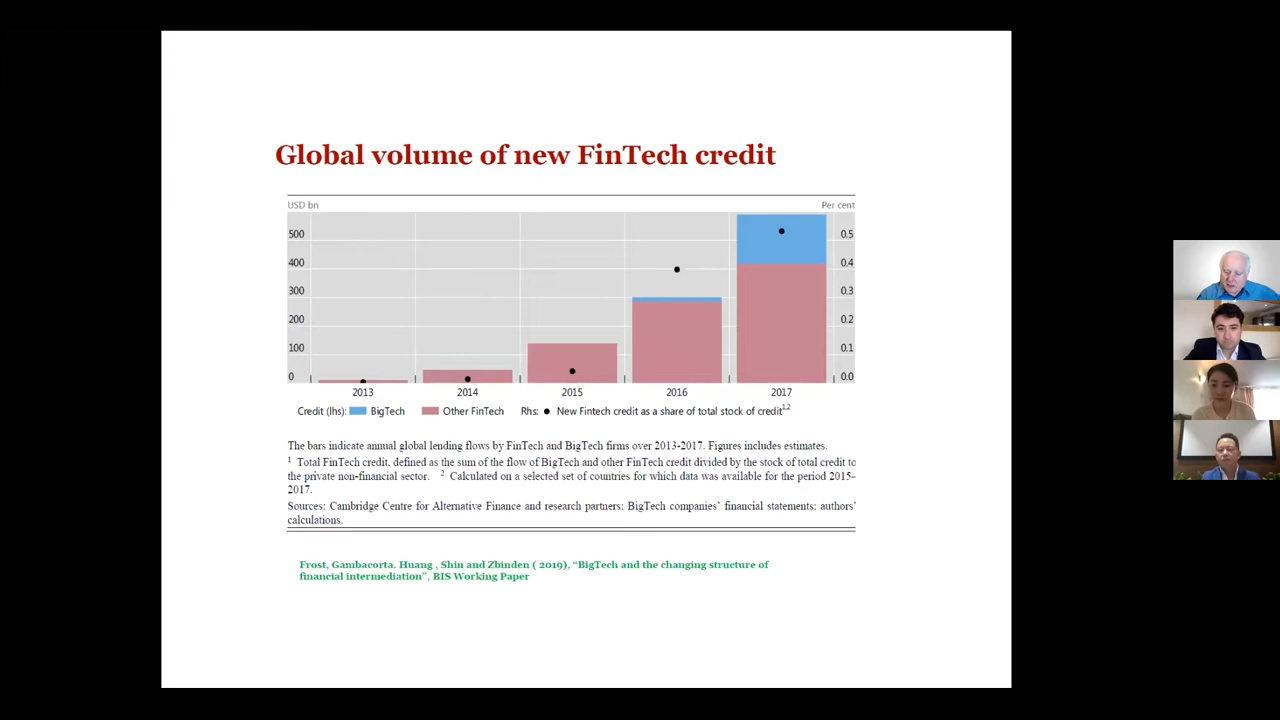 Global volume of new FinTech credit
USD bn
Per cent
500
400
300
200
100
0
0.5
0.4
0.3
0.2
0.1
0.0
2013
2014
2015
2016
2017
Credit (lhs): BigTech Other FinTech Rhs: New Fintech credit as a share of total stock of credit1,2
The bars indicate annual global lending flows by FinTech and BigTech firms over 2013-2017. Figures includes estimates.
1 Total FinTech credit, defined as the sum of the flow of BigTech and other FinTech credit divided by the stock of total credit to
the private non-financial sector. 2 Calculated on a selected set of countries for which data was available for the period 2015–
2017.
Sources: Cambridge Centre for Alternative Finance and research partners; BigTech companies' financial statements; authors'
calculations.
Frost, Gambacorta. Huang , Shin and Zbinden ( 2019), “BigTech and the changing structure of
financial intermediation”, BIS Working Paper